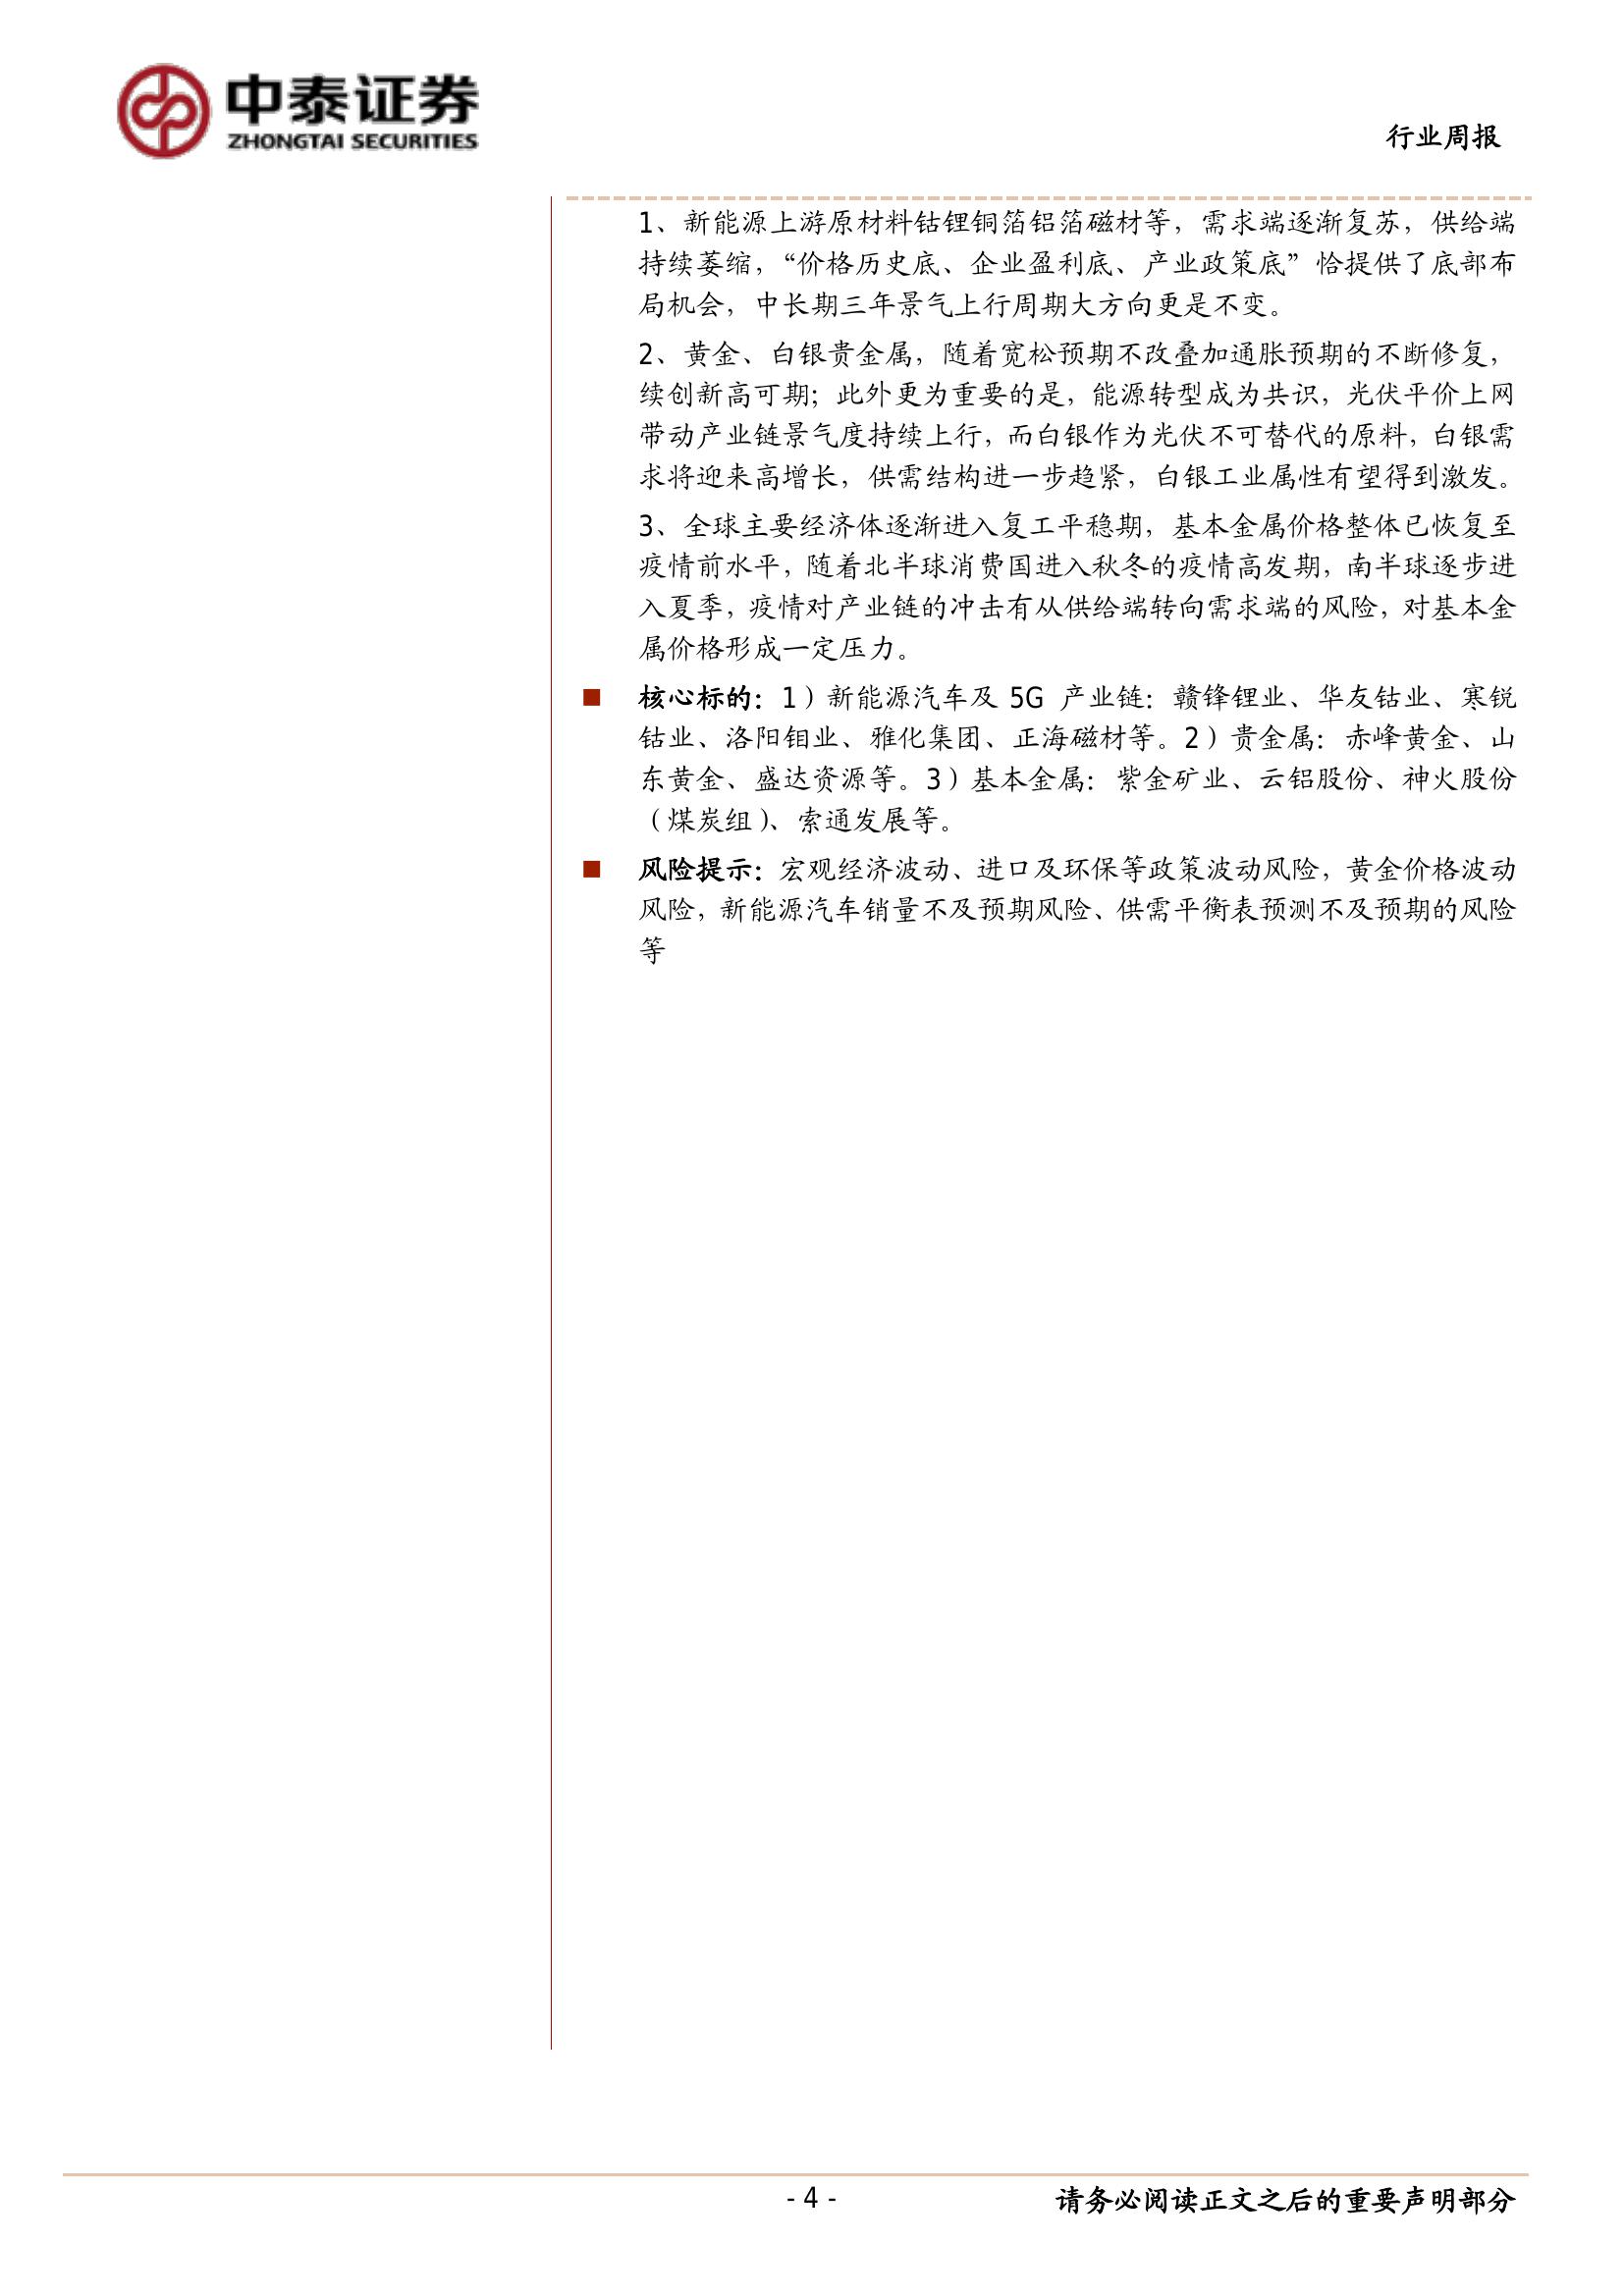 中泰证券
ZHONGTAI SECURITIES
行业周报
1、新能源上游原材料钴锂铜箔铝箔磁材等，需求端逐渐复苏，供给端
持续萎缩，“价格历史底、企业盈利底、产业政策底”恰提供了底部布
局机会，中长期三年景气上行周期大方向更是不变。
2、黄金、白银贵金属，随着宽松预期不改叠加通胀预期的不断修复，
续创新高可期；此外更为重要的是，能源转型成为共识，光伏平价上网
带动产业链景气度持续上行，而白银作为光伏不可替代的原料，白银需
求将迎来高增长，供需结构进一步趋紧，白银工业属性有望得到激发。
3、全球主要经济体逐渐进入复工平稳期，基本金属价格整体已恢复至
疫情前水平，随着北半球消费国进入秋冬的疫情高发期，南半球逐步进
入夏季，疫情对产业链的冲击有从供给端转向需求端的风险，对基本金
属价格形成一定压力。
■ 核心标的：1）新能源汽车及 5G 产业链：赣锋锂业、华友钴业、寒锐
钴业、洛阳钼业、雅化集团、正海磁材等。2）贵金属：赤峰黄金、山
东黄金、盛达资源等。3）基本金属：紫金矿业、云铝股份、神火股份
（煤炭组）、索通发展等。
■ 风险提示：宏观经济波动、进口及环保等政策波动风险，黄金价格波动
风险，新能源汽车销量不及预期风险、供需平衡表预测不及预期的风险
等
- 4 -
请务必阅读正文之后的重要声明部分